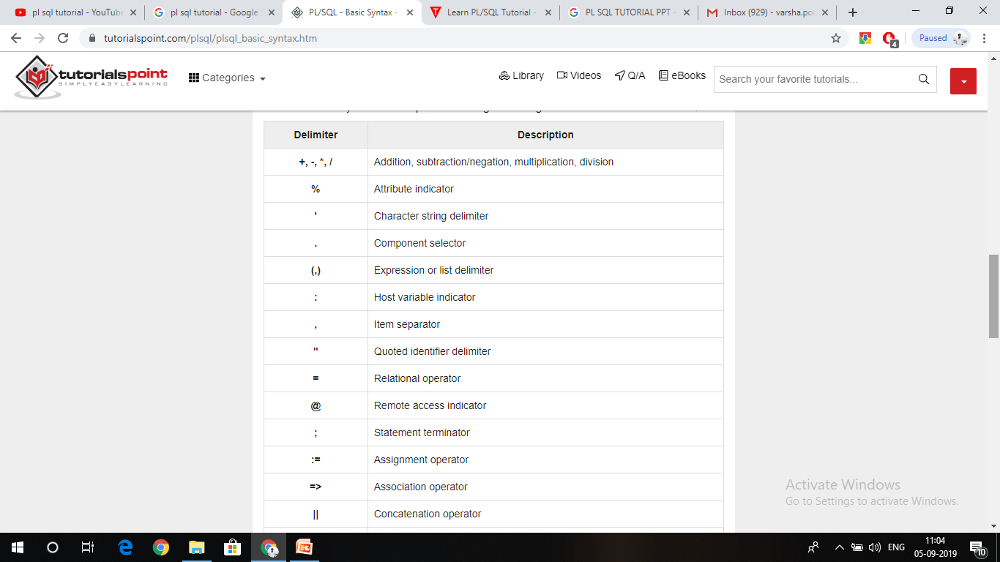 pl sql tutorial - YouTube
pl sql tutorial - Google
PL/SQL - Basic Syntax -
Learn PL/SQL Tutorial -
PL SQL TUTORIAL PPT -
Inbox (929) - varsha.poc
tutorialspoint.com/plsql/plsql_basic_syntax.htm
4
Paused
tutorialspoint
SIMPLYEASYLEARNING
Categories
Library
Videos
Q/A
eBooks
Search your favorite tutorials...
Delimiter Description
+, -, *, / Addition, subtraction/negation, multiplication, division
% Attribute indicator
' Character string delimiter
. Component selector
(,) Expression or list delimiter
: Host variable indicator
, Item separator
" Quoted identifier delimiter
= Relational operator
@ Remote access indicator
; Statement terminator
:= Assignment operator
=> Association operator
|| Concatenation operator
Activate Windows
Go to Settings to activate Windows.
ENG
11:04
05-09-2019
10